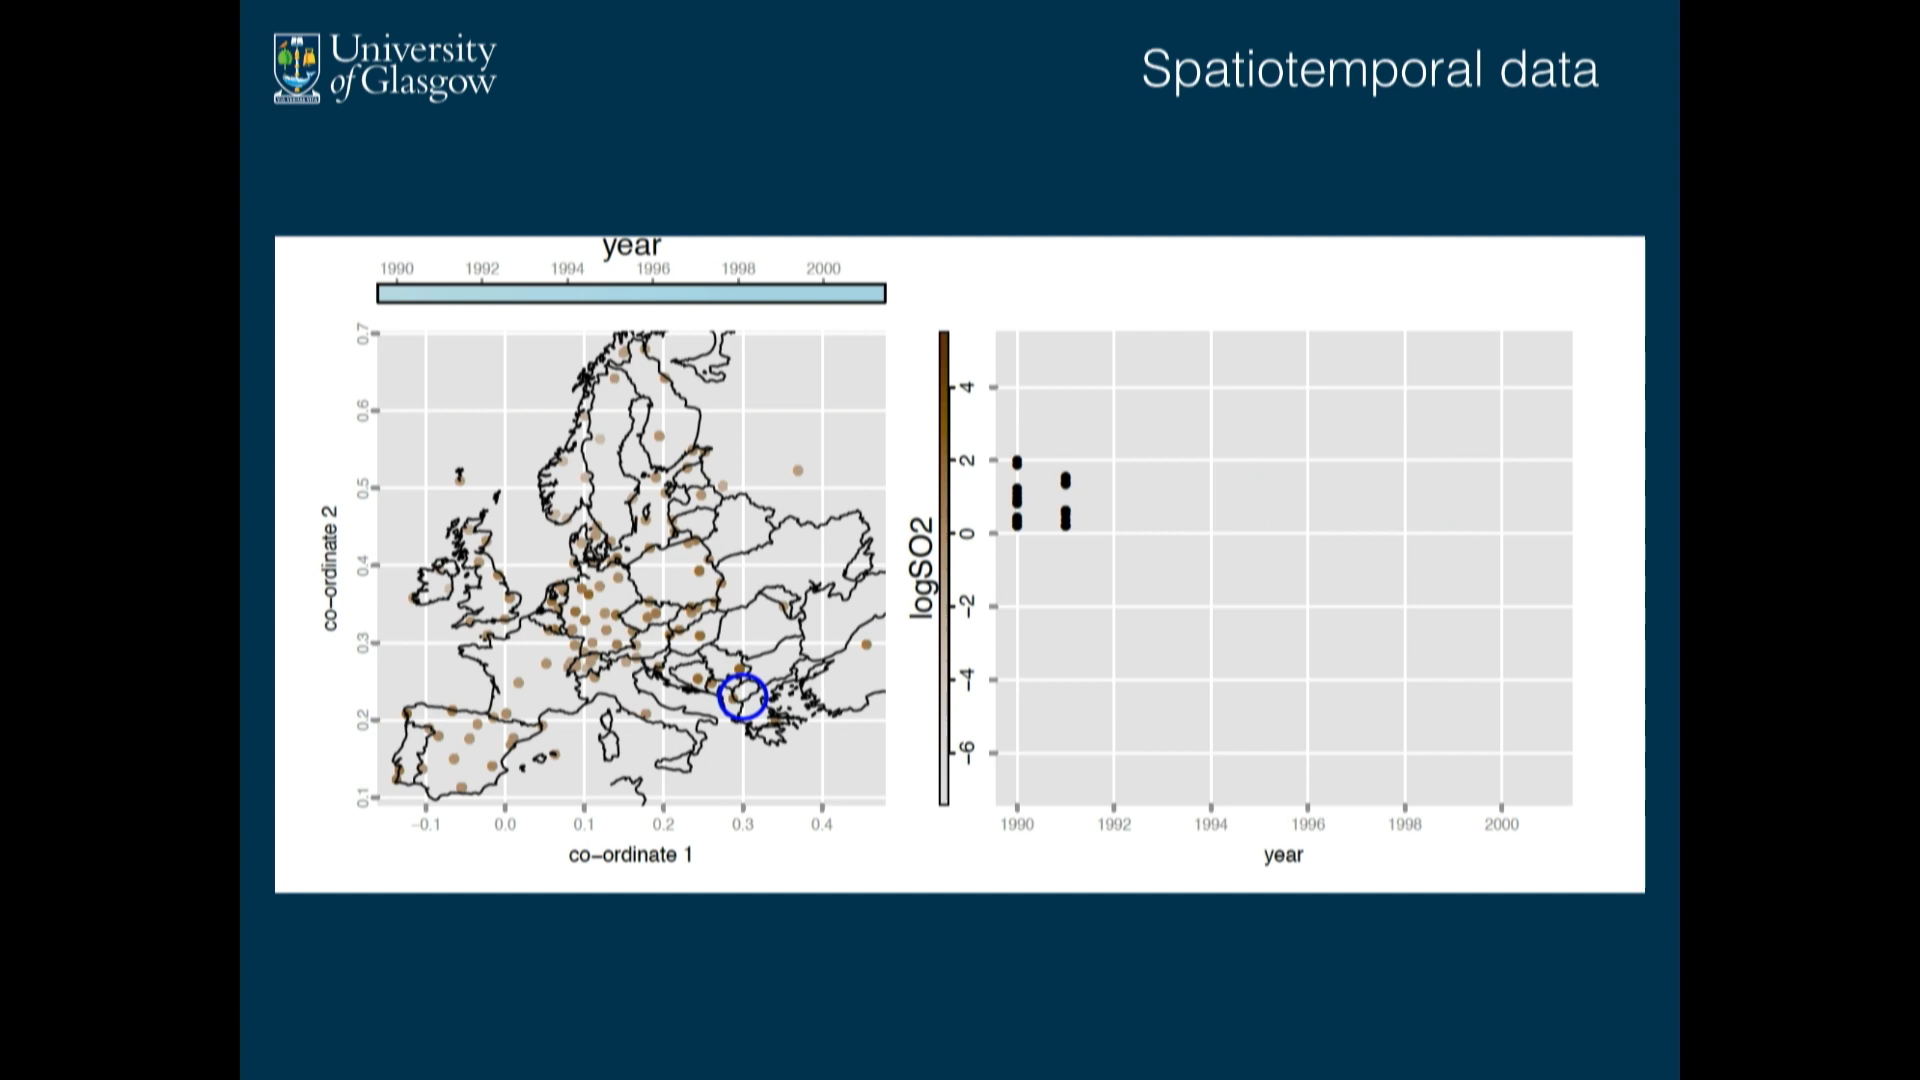 University
of Glasgow
Spatiotemporal data
year
1990 1992 1994 1996 1998 2000
co-ordinate 2
0.7
0.6
0.5
0.4
0.3
0.2
0.1
-0.1 0.0 0.1 0.2 0.3 0.4
co-ordinate 1
logSO2
4
2
0
-2
-4
-6
1990 1992 1994 1996 1998 2000
year